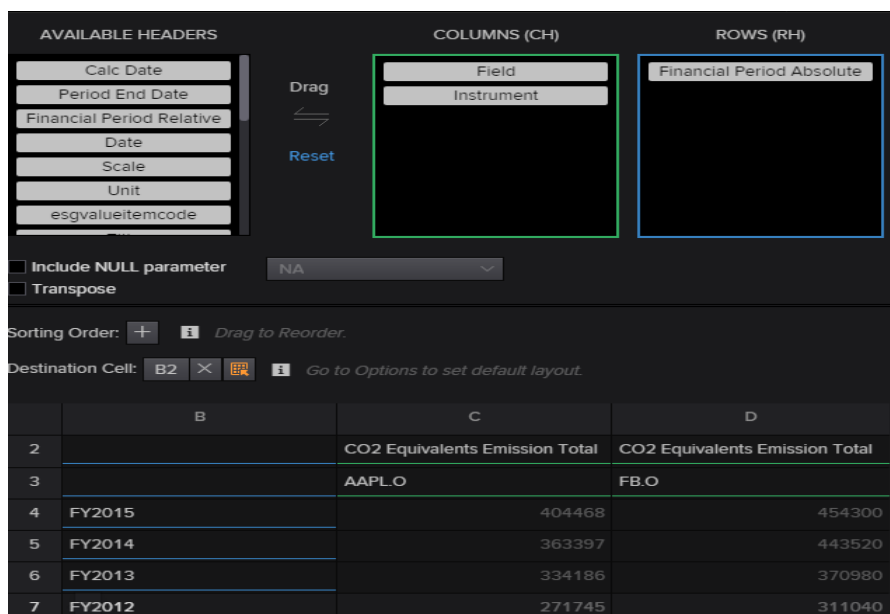 AVAILABLE HEADERS
COLUMNS (CH)
ROWS (RH)
Calc Date
Period End Date
Financial Period Relative
Date
Scale
Unit
esgvalueitemcode
Drag
Reset
Field
Instrument
Financial Period Absolute
Include NULL parameter
NA
Transpose
Sorting Order: + i Drag to Reorder.
Destination Cell: B2 i Go to Options to set default layout.
B C D
2 CO2 Equivalents Emission Total CO2 Equivalents Emission Total
3 AAPL.O FB.O
4 FY2015 404468 454300
5 FY2014 363397 443520
6 FY2013 334186 370980
7 FY2012 271745 311040